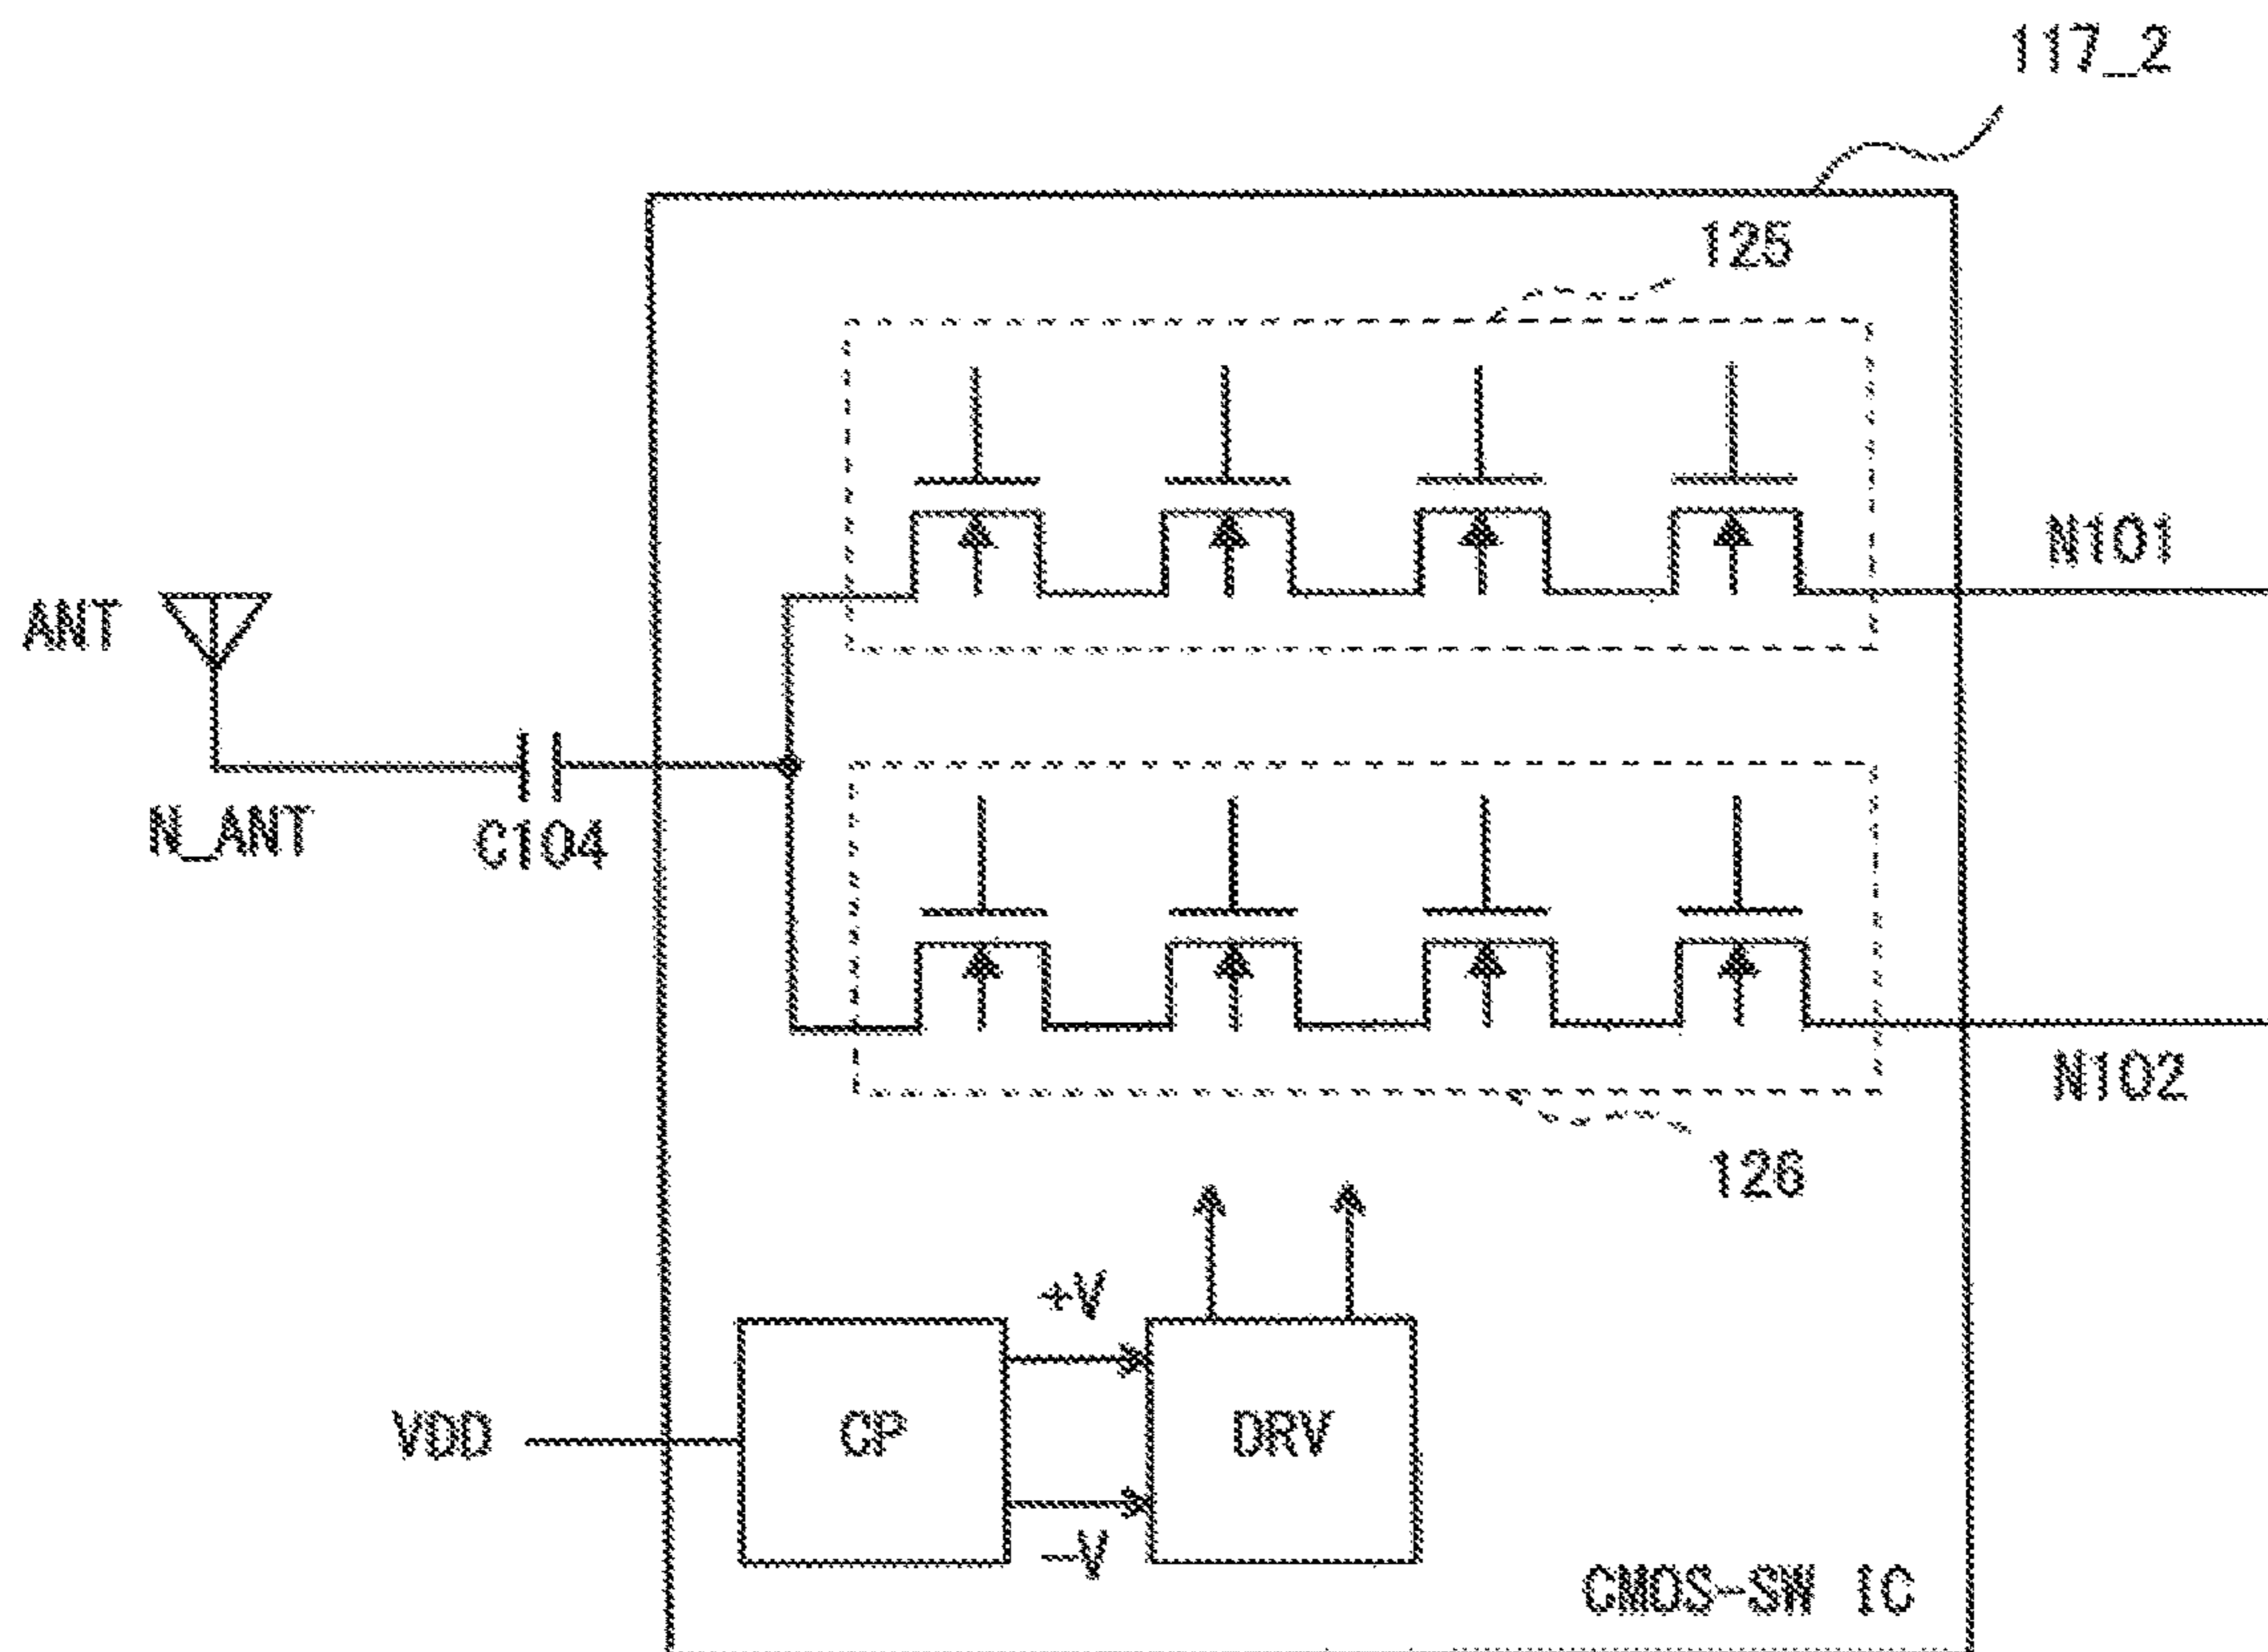 117_2
125
N101
ANT
N_ANT
C104
N102
126
+V
VDD
CP
DRV
-V
CMOS-SW IC